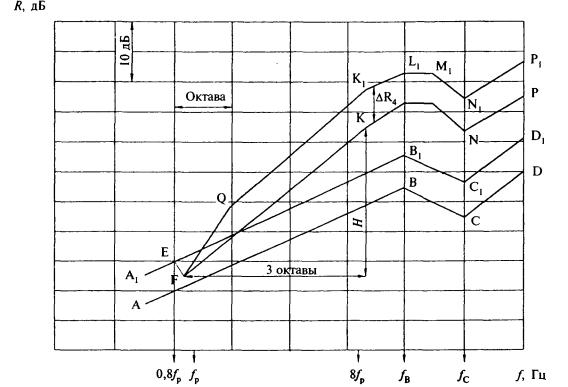 R, дБ
10 дБ
Октава
L₁
M₁
P₁
K₁
ΔR₄
N₁
P
K
N
D₁
B₁
Q
C₁
D
B
H
C
E
A₁
F
3 октавы
A
0,8fр
fр
8fр
fВ
fС
f, Гц